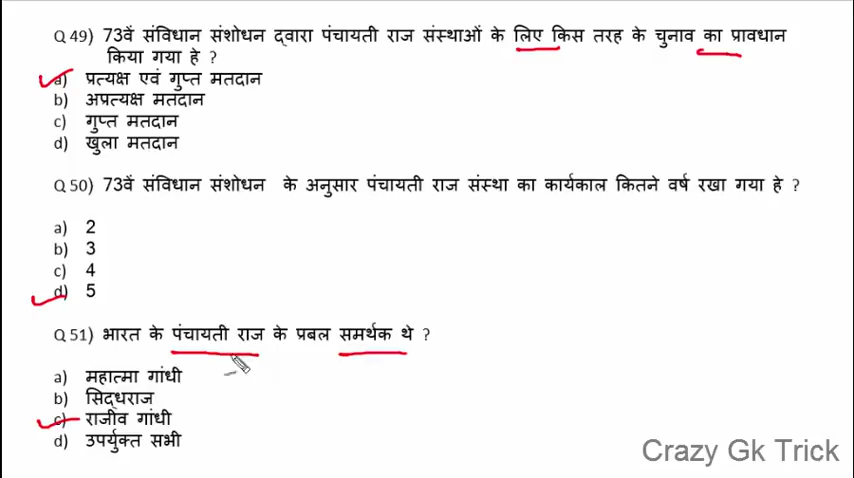 Q 49) 73वें संविधान संशोधन द्वारा पंचायती राज संस्थाओं के लिए किस तरह के चुनाव का प्रावधान
किया गया हे ?
a) प्रत्यक्ष एवं गुप्त मतदान
b) अप्रत्यक्ष मतदान
c) गुप्त मतदान
d) खुला मतदान
Q 50) 73वें संविधान संशोधन के अनुसार पंचायती राज संस्था का कार्यकाल कितने वर्ष रखा गया हे ?
a) 2
b) 3
c) 4
d) 5
Q 51) भारत के पंचायती राज के प्रबल समर्थक थे ?
a) महात्मा गांधी
b) सिद्धराज
c) राजीव गांधी
d) उपर्युक्त सभी
Crazy Gk Trick